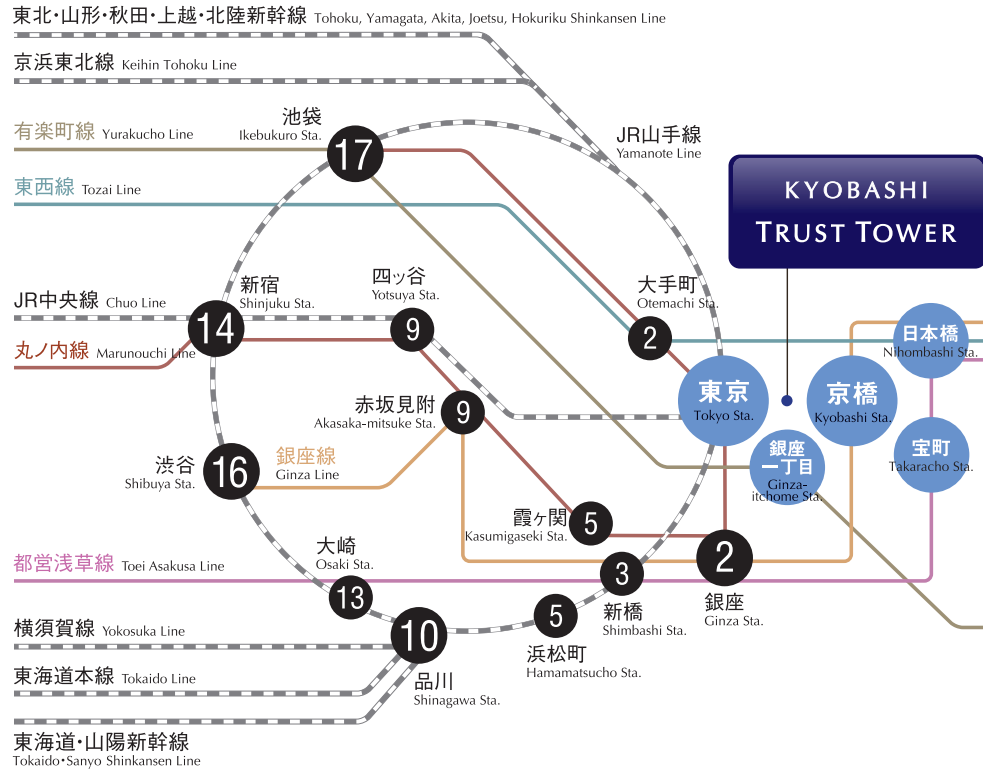 東北・山形・秋田・上越・北陸新幹線 Tohoku, Yamagata, Akita, Joetsu, Hokuriku Shinkansen Line
京浜東北線 Keihin Tohoku Line
有楽町線 Yurakucho Line
池袋
Ikebukuro Sta.
17
JR山手線
Yamanote Line
東西線 Tozai Line
KYOBASHI
TRUST TOWER
JR中央線 Chuo Line
新宿
Shinjuku Sta.
14
四ッ谷
Yotsuya Sta.
9
大手町
Otemachi Sta.
2
日本橋
Nihombashi Sta.
丸ノ内線 Marunouchi Line
赤坂見附
Akasaka-mitsuke Sta.
9
東京
Tokyo Sta.
京橋
Kyobashi Sta.
渋谷
Shibuya Sta.
16
銀座線
Ginza Line
銀座
一丁目
Ginza-
itchome Sta.
宝町
Takaracho Sta.
霞ヶ関
Kasumigaseki Sta.
5
都営浅草線 Toei Asakusa Line
大崎
Osaki Sta.
13
3
新橋
Shimbashi Sta.
2
銀座
Ginza Sta.
横須賀線 Yokosuka Line
10
品川
Shinagawa Sta.
5
浜松町
Hamamatsucho Sta.
東海道本線 Tokaido Line
東海道・山陽新幹線
Tokaido・Sanyo Shinkansen Line